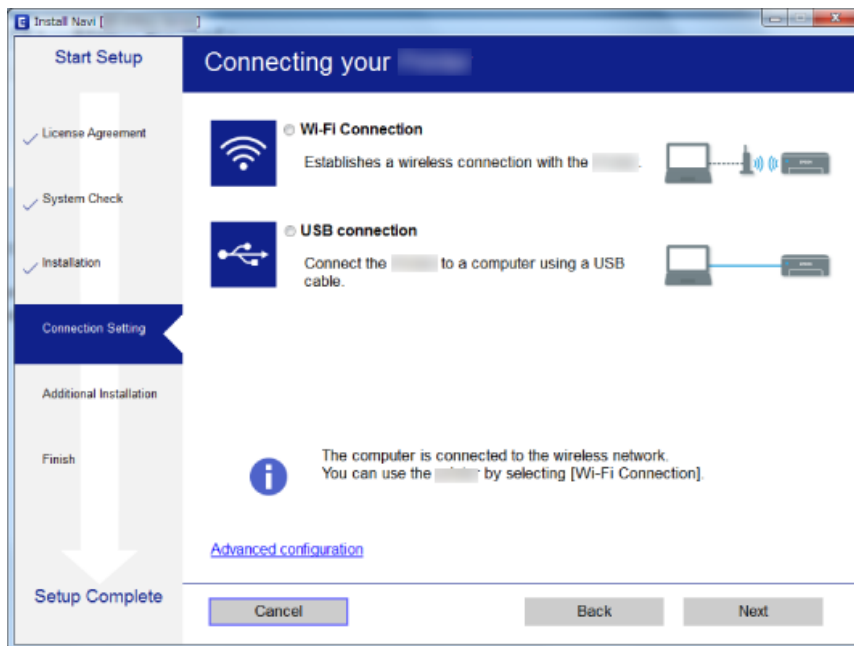 E Install Navi [ ]
Start Setup
License Agreement
System Check
Installation
Connection Setting
Additional Installation
Finish
Setup Complete
Connecting your
Wi-Fi Connection
Establishes a wireless connection with the .
USB connection
Connect the to a computer using a USB
cable.
The computer is connected to the wireless network.
You can use the by selecting [Wi-Fi Connection].
Advanced configuration
Cancel
Back
Next